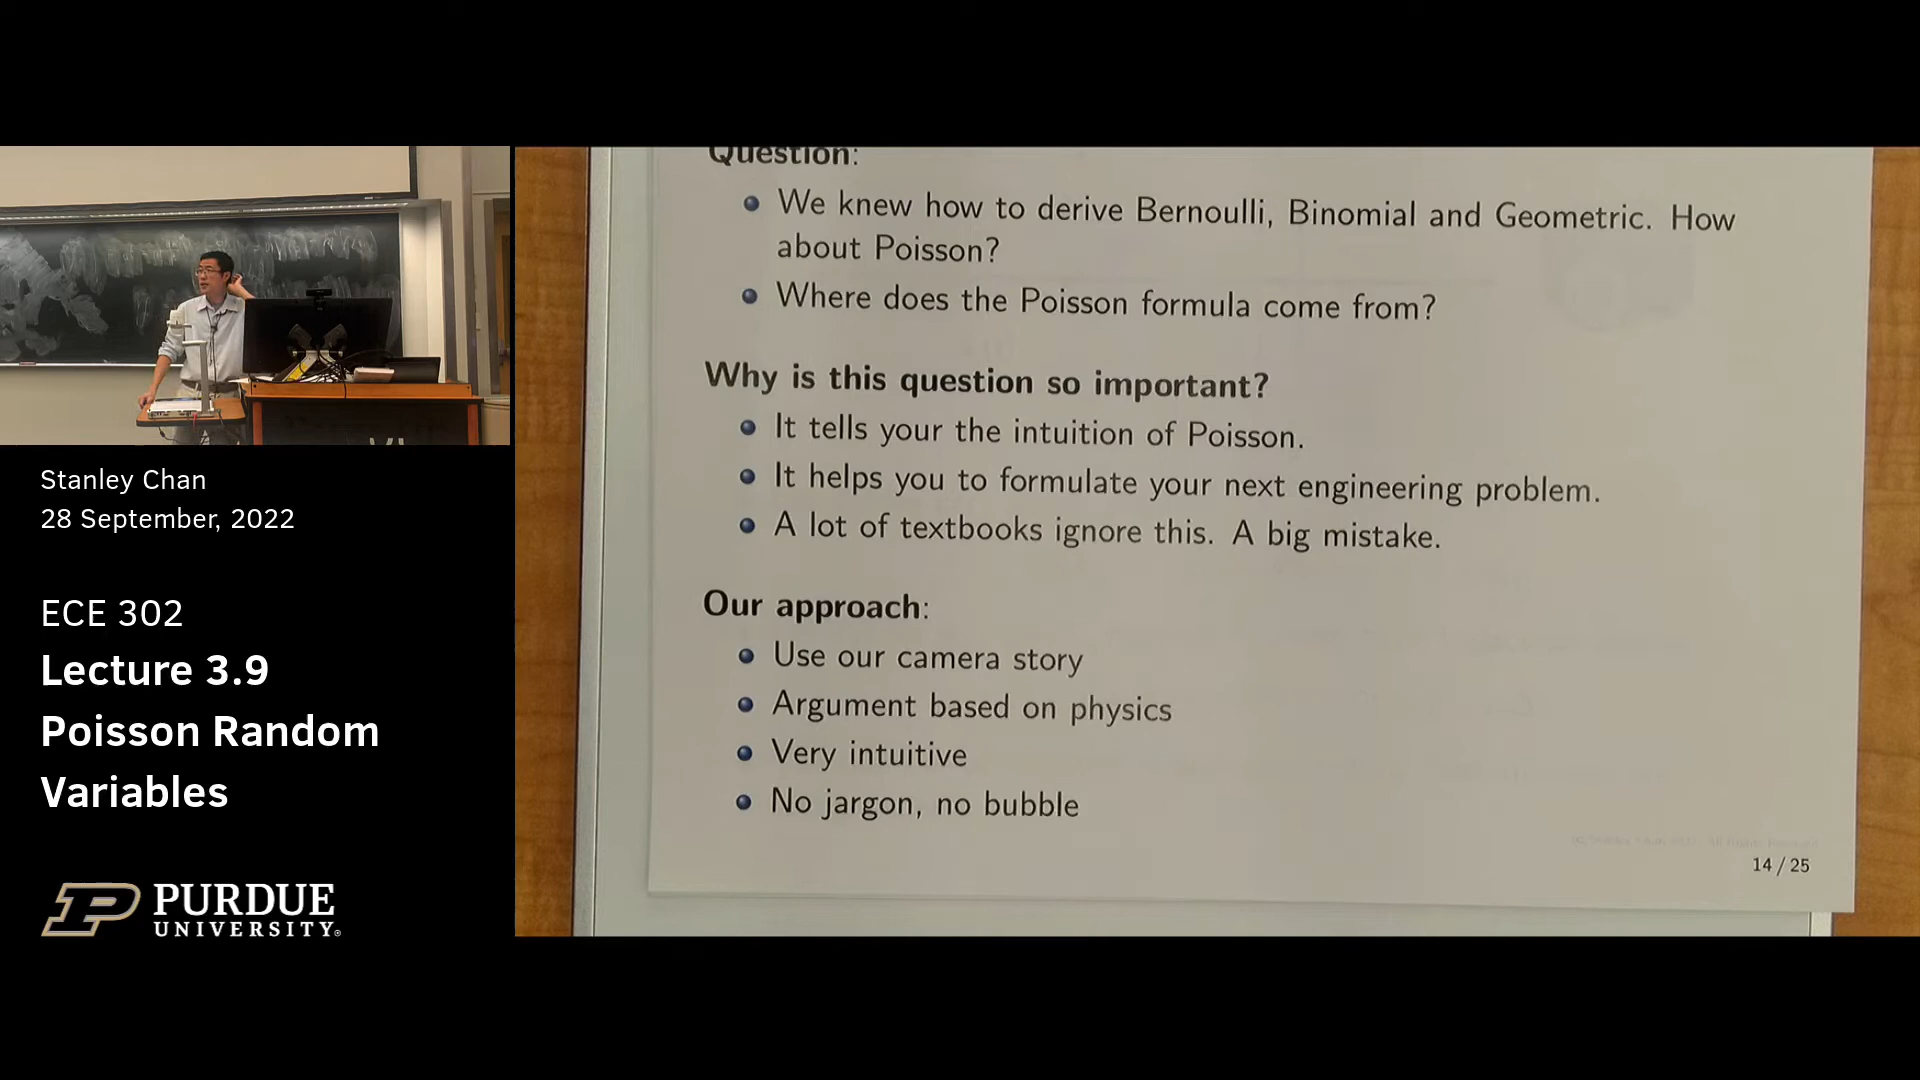 Question:
We knew how to derive Bernoulli, Binomial and Geometric. How
about Poisson?
Where does the Poisson formula come from?
Why is this question so important?
It tells your the intuition of Poisson.
It helps you to formulate your next engineering problem.
A lot of textbooks ignore this. A big mistake.
Our approach:
Use our camera story
Argument based on physics
Very intuitive
No jargon, no bubble
14 / 25
Stanley Chan
28 September, 2022
ECE 302
Lecture 3.9
Poisson Random
Variables
PURDUE
UNIVERSITY®